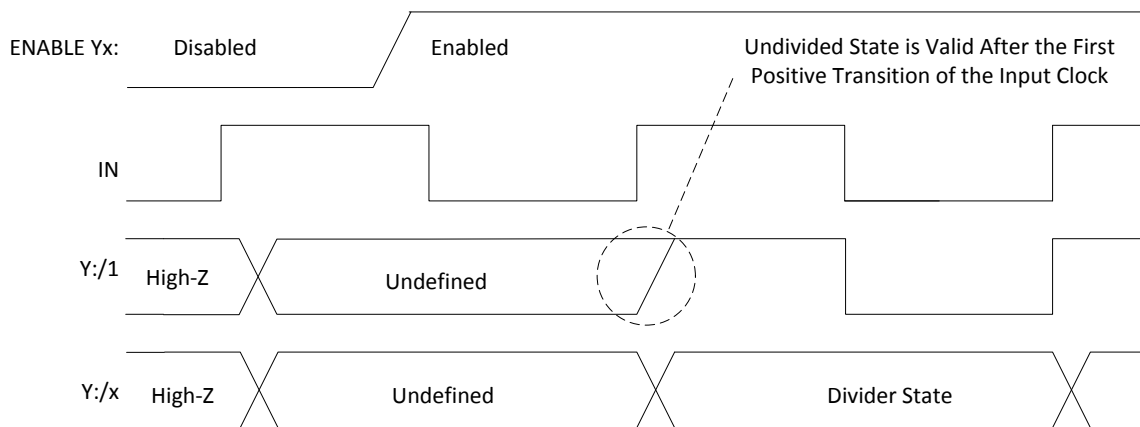 ENABLE Yx:
Disabled
Enabled
Undivided State is Valid After the First
Positive Transition of the Input Clock
IN
Y:/1
High-Z
Undefined
Y:/x
High-Z
Undefined
Divider State